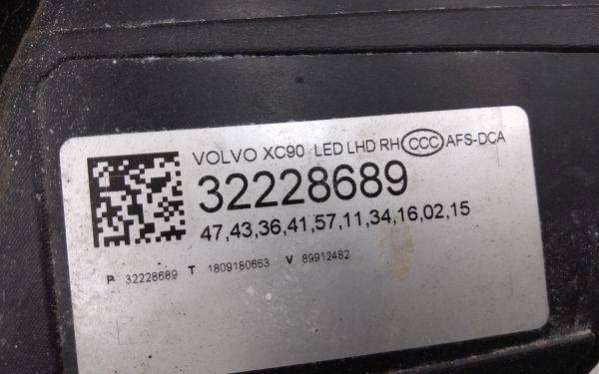 VOLVO XC90 LED LHD RH CCC AFS-DCA
32228689
47,43,36,41,57,11,34,16,02,15
P 32228689 T 1809180663 V 89912482